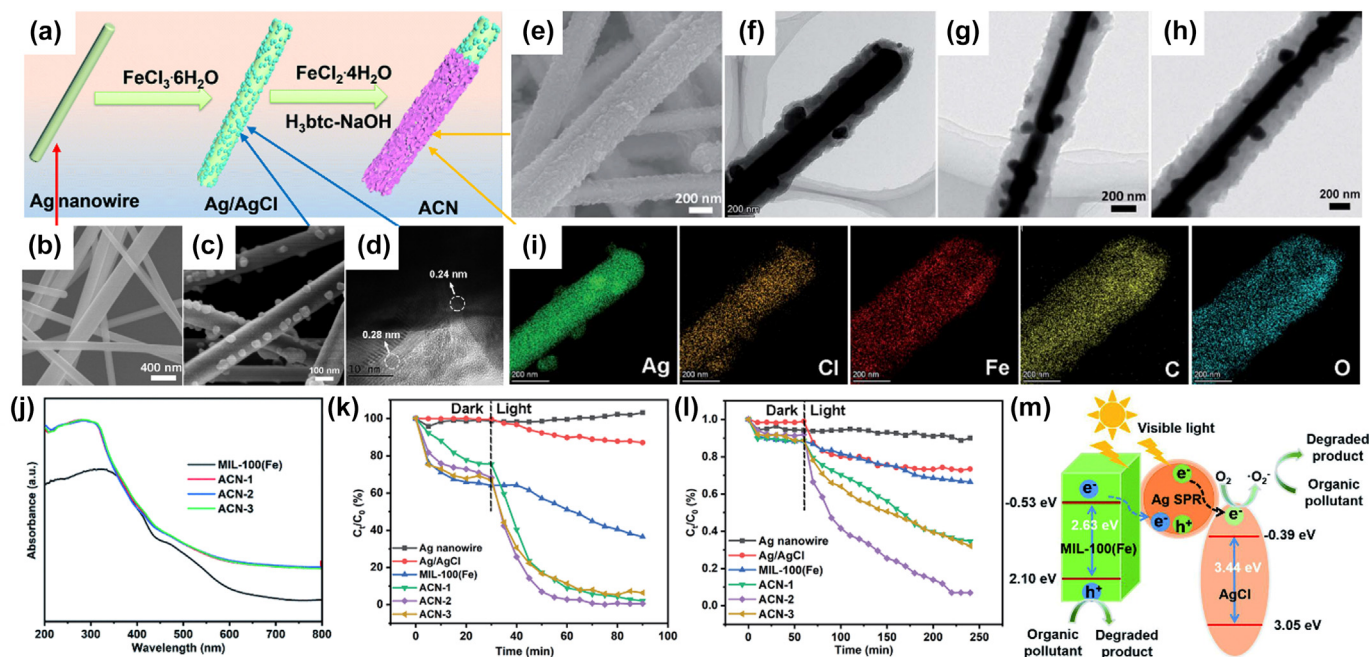 (a)
FeCl₃·6H₂O
FeCl₂·4H₂O
H₃btc-NaOH
Ag nanowire
Ag/AgCl
ACN
(b)
400 nm
(c)
100 nm
(d)
0.24 nm
0.28 nm
(e)
200 nm
(f)
200 nm
(g)
200 nm
(h)
200 nm
(i)
200 nm
Ag
200 nm
Cl
200 nm
Fe
200 nm
C
200 nm
O
(j)
Absorbance (a.u.)
MIL-100(Fe)
ACN-1
ACN-2
ACN-3
200 300 400 500 600 700 800
Wavelength (nm)
(k)
Dark Light
Cₜ/C₀ (%)
100
80
60
40
20
0
Ag nanowire
Ag/AgCl
MIL-100(Fe)
ACN-1
ACN-2
ACN-3
0 20 40 60 80 100
Time (min)
(l)
Dark Light
Cₜ/C₀ (%)
1.0
0.8
0.6
0.4
0.2
0.0
Ag nanowire
Ag/AgCl
MIL-100(Fe)
ACN-1
ACN-2
ACN-3
0 50 100 150 200 250
Time (min)
(m)
Visible light
Degraded
product
Organic
pollutant
O₂
·O₂⁻
e⁻
e⁻
Ag SPR
e⁻
e⁻
h⁺
-0.53 eV
2.63 eV
MIL-100(Fe)
2.10 eV
h⁺
-0.39 eV
3.44 eV
AgCl
3.05 eV
Organic
pollutant
Degraded
product